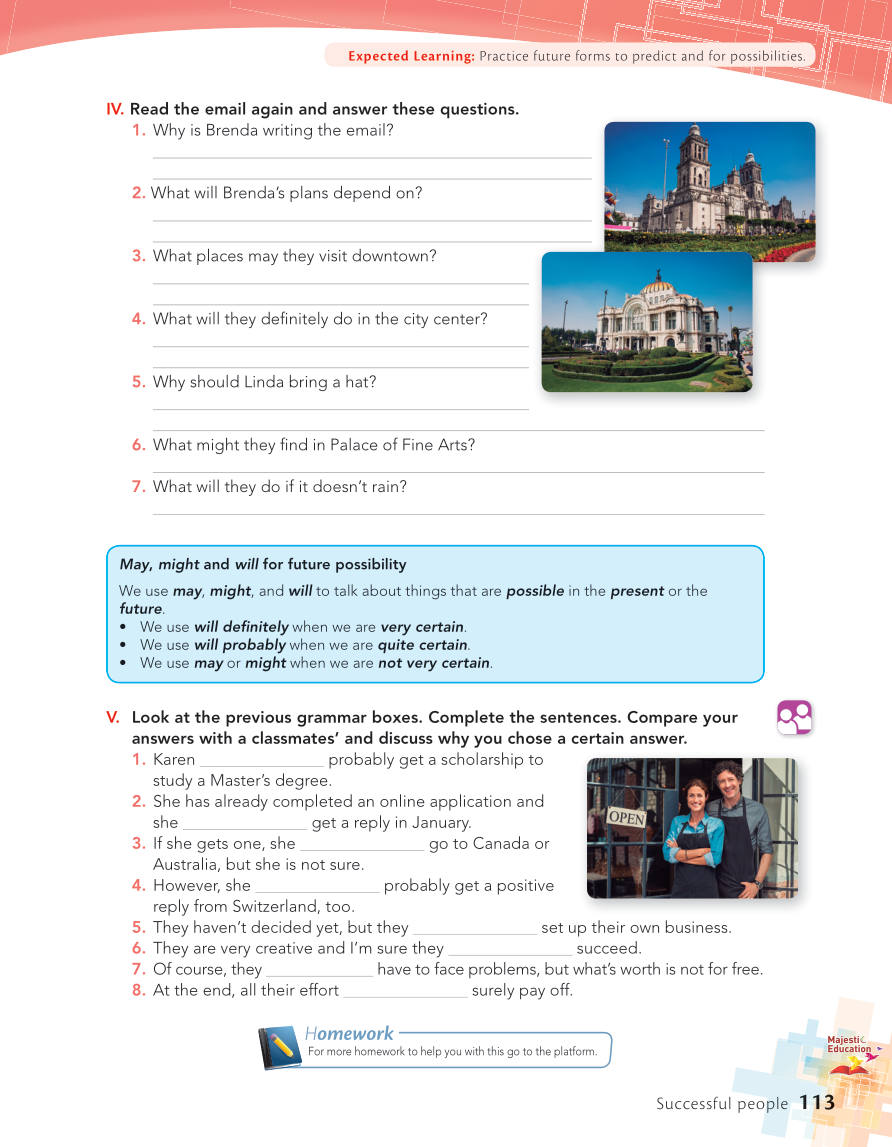 Expected Learning: Practice future forms to predict and for possibilities.
IV. Read the email again and answer these questions.
1. Why is Brenda writing the email?
2. What will Brenda's plans depend on?
3. What places may they visit downtown?
4. What will they definitely do in the city center?
5. Why should Linda bring a hat?
6. What might they find in Palace of Fine Arts?
7. What will they do if it doesn't rain?
May, might and will for future possibility
We use may, might, and will to talk about things that are possible in the present or the
future.
• We use will definitely when we are very certain.
• We use will probably when we are quite certain.
• We use may or might when we are not very certain.
V. Look at the previous grammar boxes. Complete the sentences. Compare your
answers with a classmates' and discuss why you chose a certain answer.
1. Karen ______________ probably get a scholarship to
study a Master's degree.
2. She has already completed an online application and
she ______________ get a reply in January.
3. If she gets one, she ______________ go to Canada or
Australia, but she is not sure.
4. However, she ______________ probably get a positive
reply from Switzerland, too.
OPEN
5. They haven't decided yet, but they ______________ set up their own business.
6. They are very creative and I'm sure they ______________ succeed.
7. Of course, they ____________ have to face problems, but what's worth is not for free.
8. At the end, all their effort ______________ surely pay off.
Homework
For more homework to help you with this go to the platform.
Majestic
Education
Successful people 113